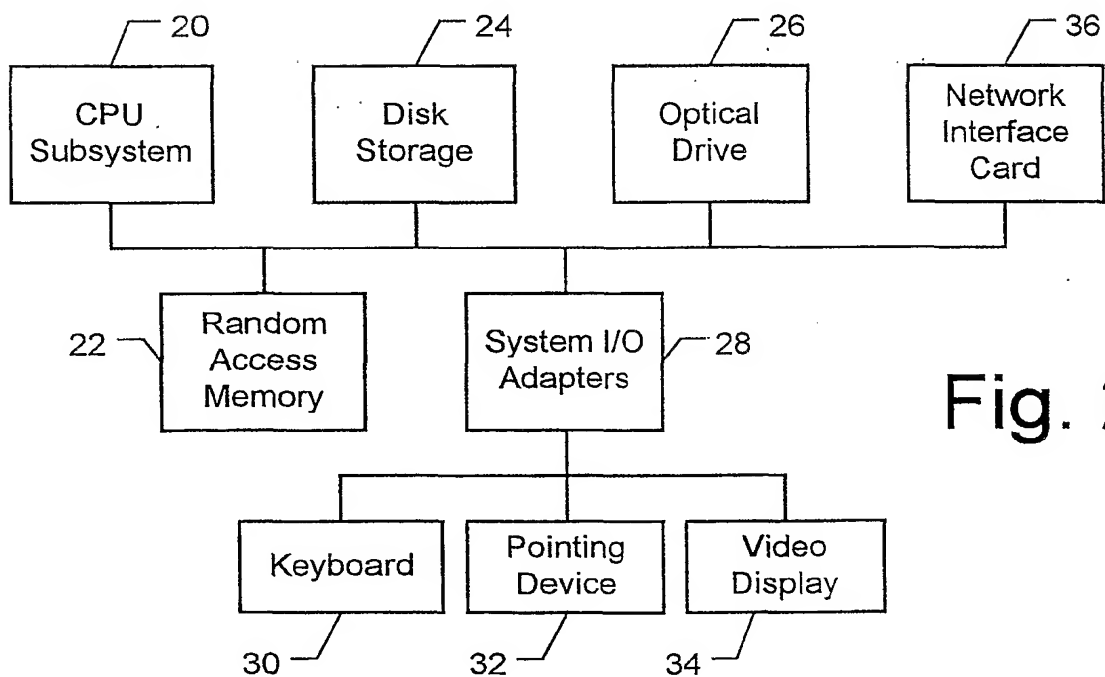 20
24
26
36
CPU
Subsystem
Disk
Storage
Optical
Drive
Network
Interface
Card
22
Random
Access
Memory
System I/O
Adapters
28
Fig.
Keyboard
Pointing
Device
Video
Display
30
32
34